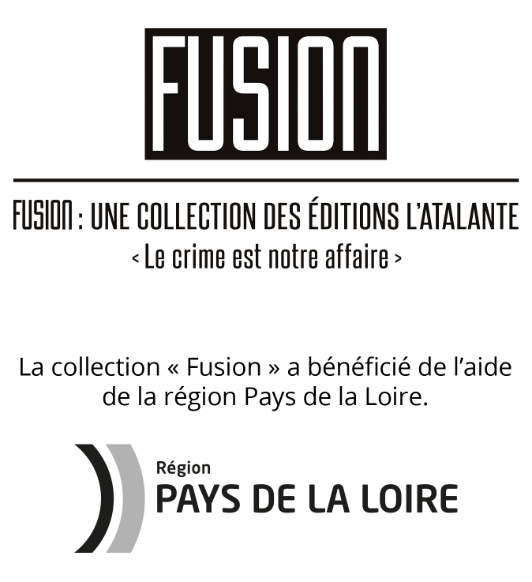 FUSION
FUSION : UNE COLLECTION DES ÉDITIONS L’ATALANTE
‹ Le crime est notre affaire ›
La collection « Fusion » a bénéficié de l’aide
de la région Pays de la Loire.
Région
PAYS DE LA LOIRE